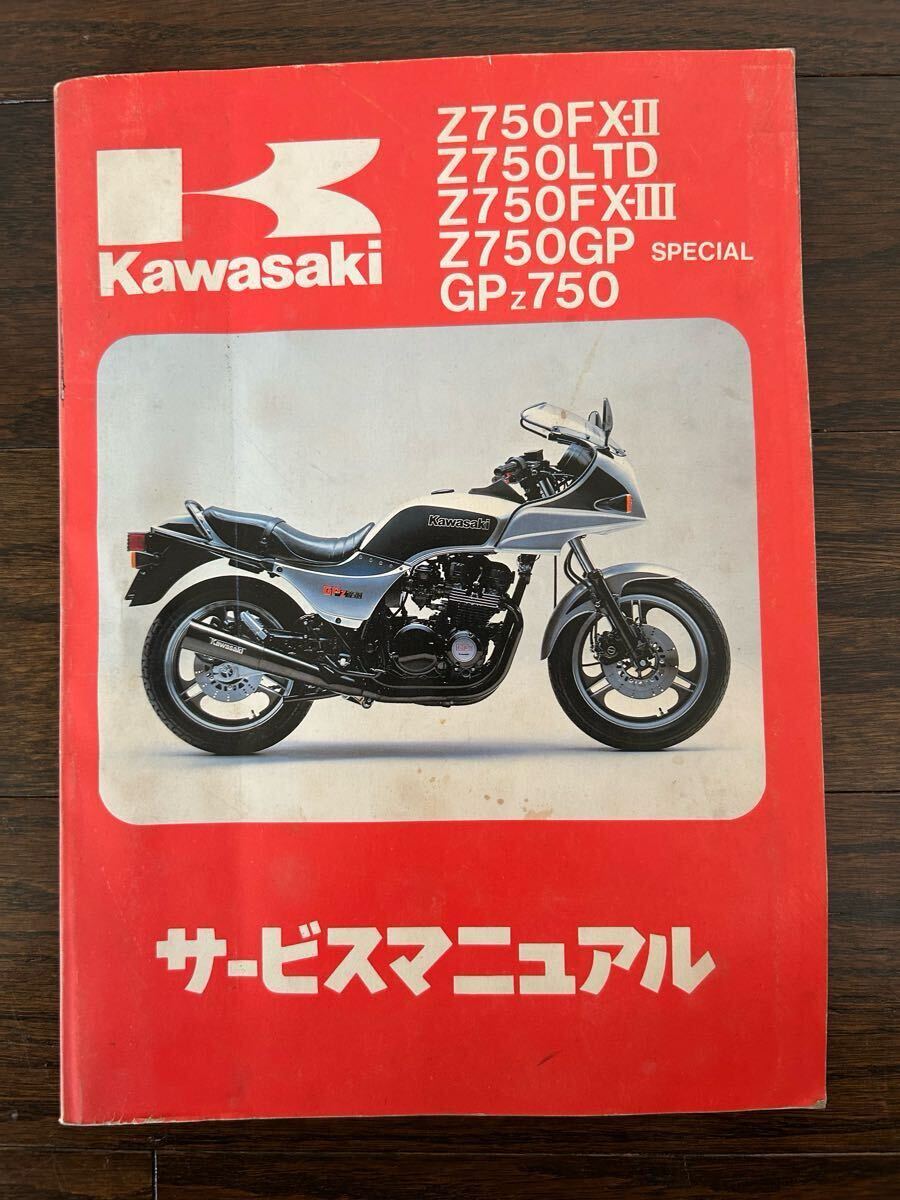 Z750FX-II
Z750LTD
Z750FX-III
Z750GP SPECIAL
GPz750
Kawasaki
Kawasaki
Kawasaki
サービスマニュアル